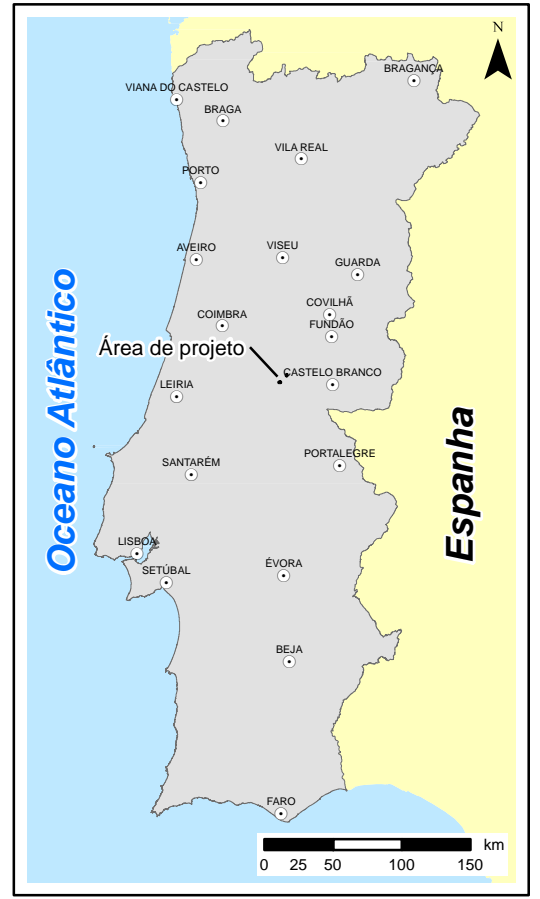 N
BRAGANÇA
VIANA DO CASTELO
BRAGA
VILA REAL
PORTO
AVEIRO
VISEU
GUARDA
COVILHÃ
COIMBRA
FUNDÃO
Área de projeto
CASTELO BRANCO
LEIRIA
Oceano Atlântico
Espanha
PORTALEGRE
SANTARÉM
LISBOA
SETÚBAL
ÉVORA
BEJA
FARO
km
0 25 50 100 150